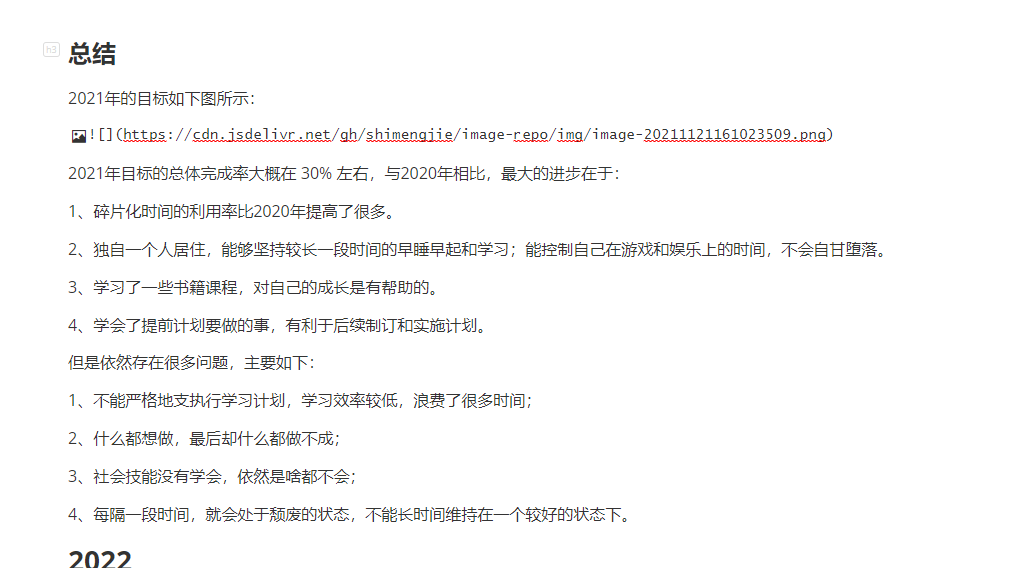 h3
总结
2021年的目标如下图所示：
![](https://cdn.jsdelivr.net/gh/shimengjie/image-repo/img/image-20211121161023509.png)
2021年目标的总体完成率大概在 30% 左右，与2020年相比，最大的进步在于：
1、碎片化时间的利用率比2020年提高了很多。
2、独自一个人居住，能够坚持较长一段时间的早睡早起和学习；能控制自己在游戏和娱乐上的时间，不会自甘堕落。
3、学习了一些书籍课程，对自己的成长是有帮助的。
4、学会了提前计划要做的事，有利于后续制订和实施计划。
但是依然存在很多问题，主要如下：
1、不能严格地支执行学习计划，学习效率较低，浪费了很多时间；
2、什么都想做，最后却什么都做不成；
3、社会技能没有学会，依然是啥都不会；
4、每隔一段时间，就会处于颓废的状态，不能长时间维持在一个较好的状态下。
2022